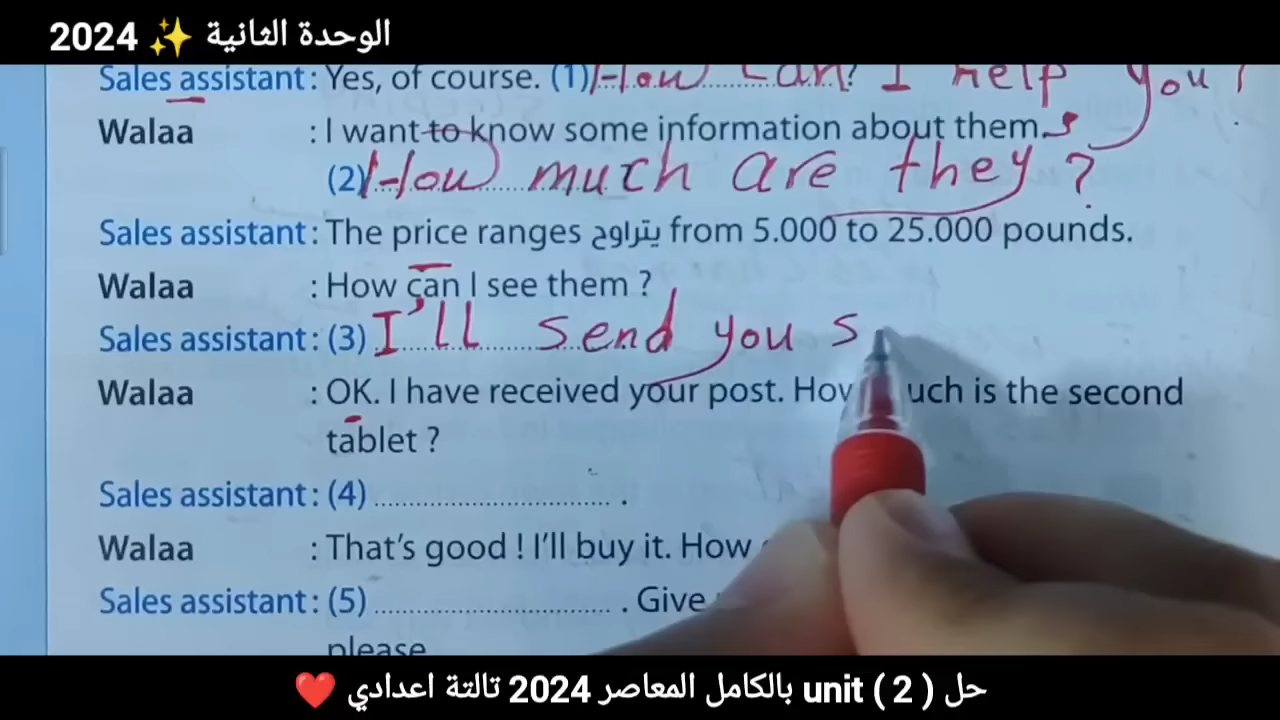 الوحدة الثانية ✨ 2024
Sales assistant : Yes, of course. (1) How can I help you?
Walaa : I want to know some information about them.
(2) How much are they ?
Sales assistant : The price ranges يتراوح from 5.000 to 25.000 pounds.
Walaa : How can I see them ?
Sales assistant : (3) I'll send you s
Walaa : OK. I have received your post. How uch is the second
tablet ?
Sales assistant : (4) ................................ .
Walaa : That's good ! I'll buy it. How
Sales assistant : (5) ................................ . Give
please
حل unit ( 2 ) بالكامل المعاصر 2024 تالتة اعدادي ❤️